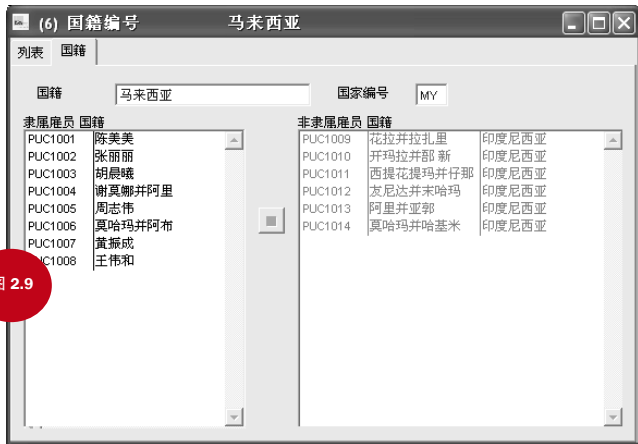 (6) 国籍编号 马来西亚
列表 国籍
国籍 马来西亚 国家编号 MY
隶属雇员 国籍
PUC1001 陈美美
PUC1002 张丽丽
PUC1003 胡晨曦
PUC1004 谢莫娜并阿里
PUC1005 周志伟
PUC1006 莫哈玛并阿布
PUC1007 黄振成
UC1008 王伟和
非隶属雇员 国籍
PUC1009 花拉并拉扎里 印度尼西亚
PUC1010 开玛拉并部 新 印度尼西亚
PUC1011 西提花提玛并仔那 印度尼西亚
PUC1012 友尼达并末哈玛 印度尼西亚
PUC1013 阿里并亚郭 印度尼西亚
PUC1014 莫哈玛并哈基米 印度尼西亚
图 2.9